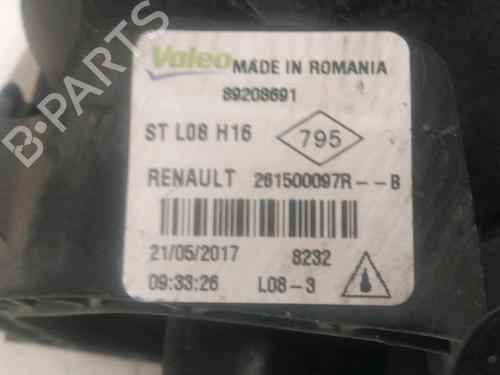 Valeo MADE IN ROMANIA
89208691
ST L08 H16 795
RENAULT 261500097R--B
21/05/2017 8232
09:33:26 L08-3
B-PARTS